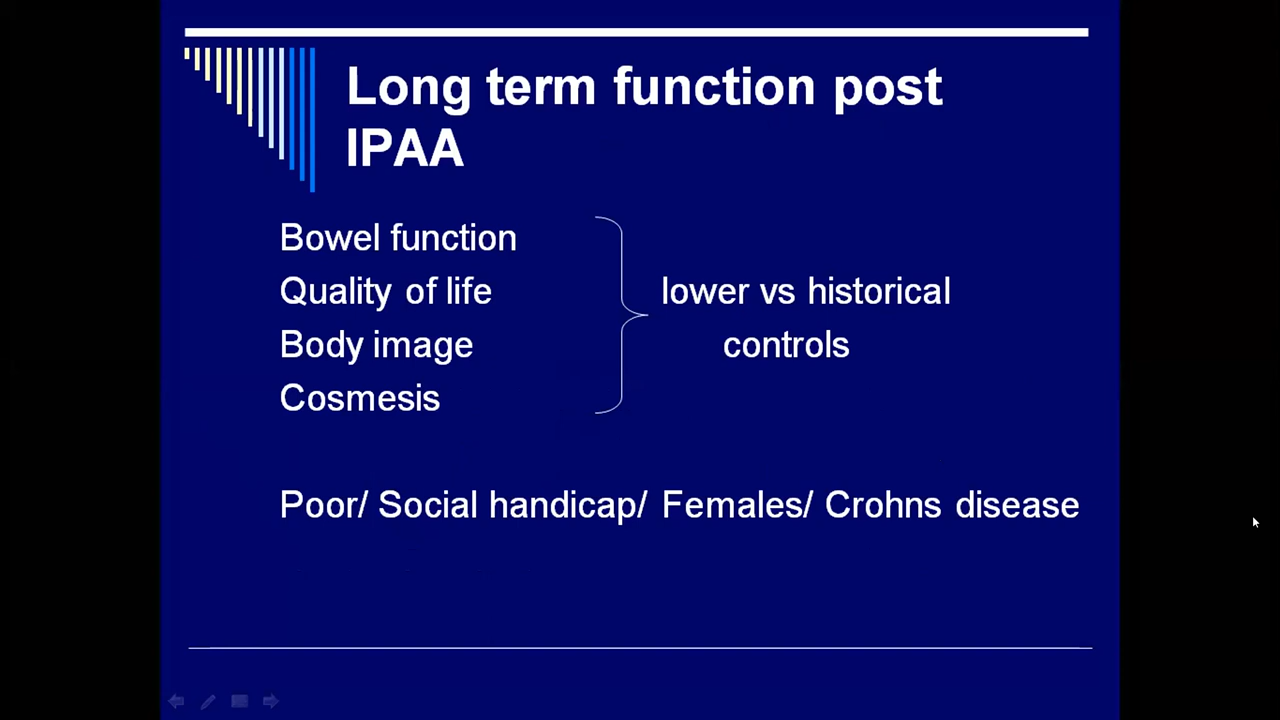 Long term function post
IPAA
Bowel function
Quality of life
Body image
Cosmesis
lower vs historical
controls
Poor/ Social handicap/ Females/ Crohns disease